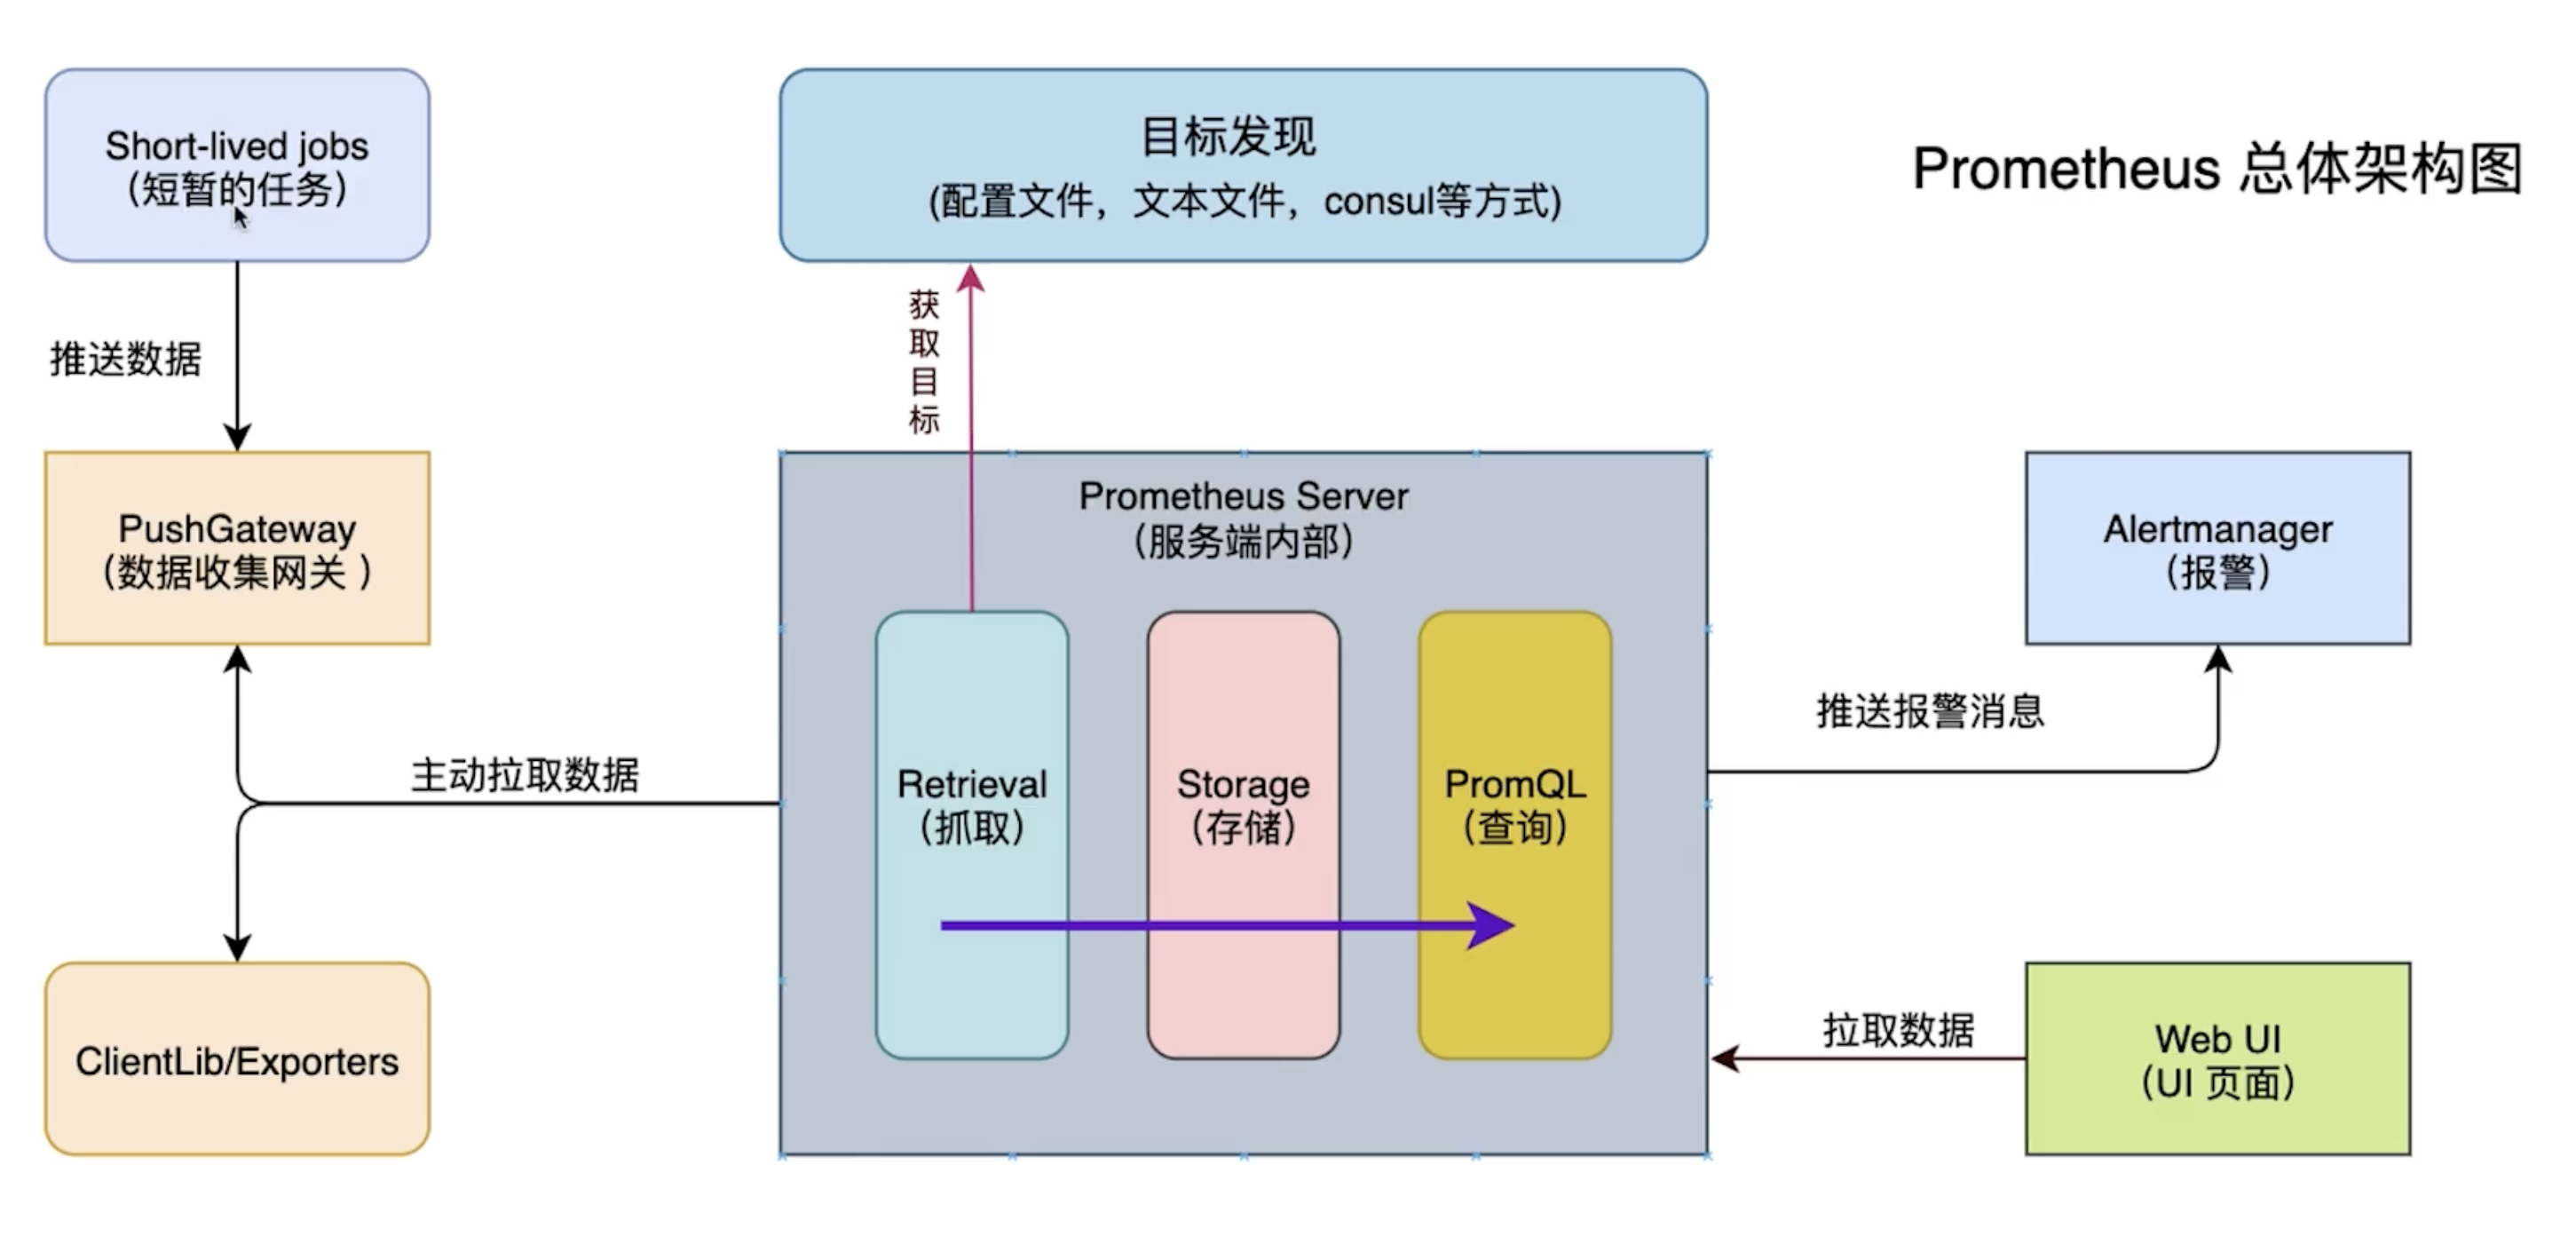 Short-lived jobs
（短暂的任务）
目标发现
(配置文件，文本文件，consul等方式)
Prometheus 总体架构图
推送数据
获
取
目
标
PushGateway
（数据收集网关 ）
Prometheus Server
（服务端内部）
Alertmanager
（报警）
主动拉取数据
Retrieval
（抓取）
Storage
（存储）
PromQL
（查询）
推送报警消息
ClientLib/Exporters
拉取数据
Web UI
（UI 页面）